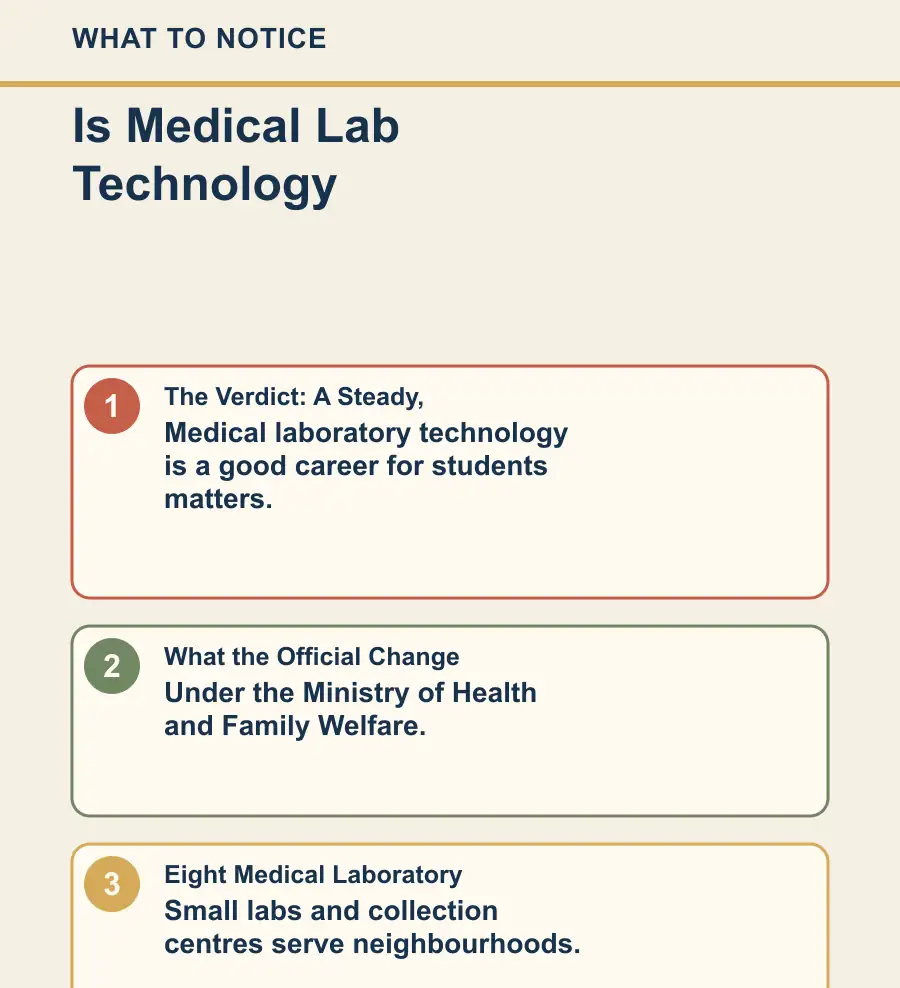 WHAT TO NOTICE
Is Medical Lab
Technology
1
The Verdict: A Steady,
Medical laboratory technology
is a good career for students
matters.
2
What the Official Change
Under the Ministry of Health
and Family Welfare.
3
Eight Medical Laboratory
Small labs and collection
centres serve neighbourhoods.